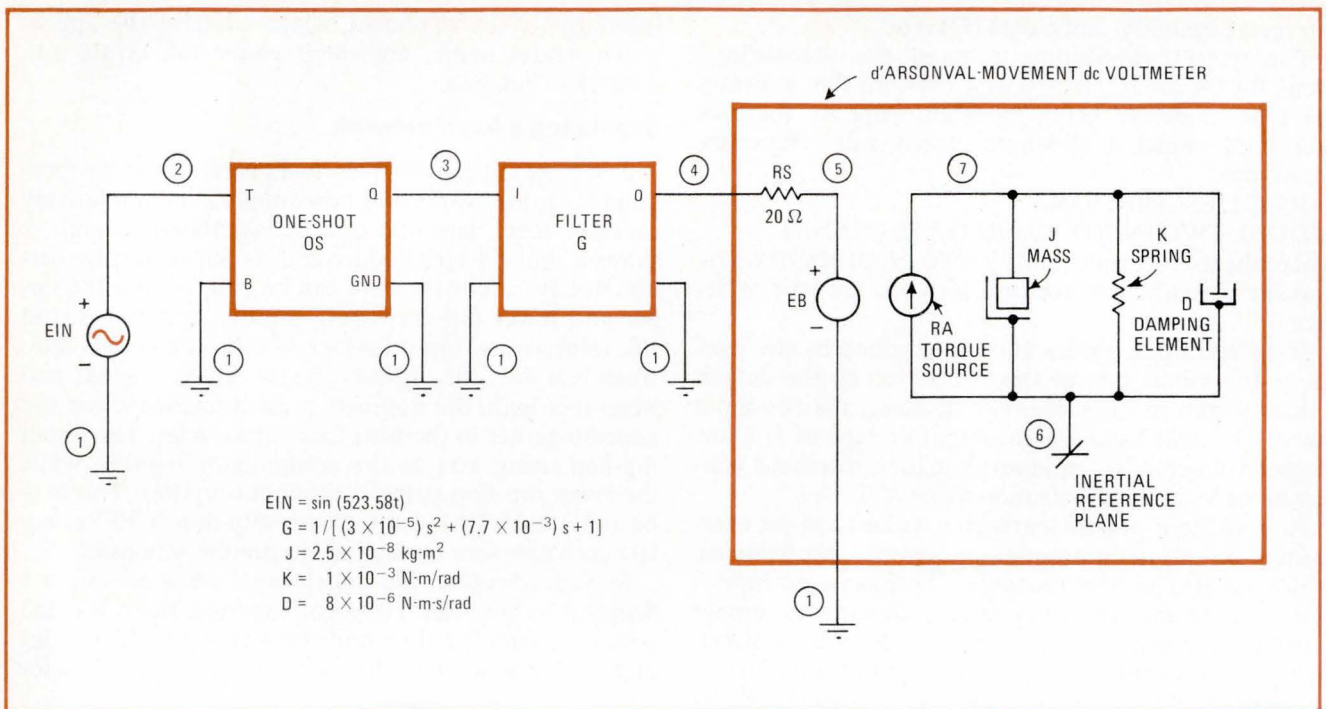 d'ARSONVAL-MOVEMENT dc VOLTMETER
2
3
4
5
7
T
Q
I
O
RS
20 Ω
ONE-SHOT
OS
FILTER
G
J
MASS
K
SPRING
B
GND
EIN
+
−
+
EB
−
RA
TORQUE
SOURCE
D
DAMPING
ELEMENT
1
1
1
1
1
6
INERTIAL
REFERENCE
PLANE
1
EIN − sin (523.58t)
G = 1/[(3 × 10⁻⁵) s² + (7.7 × 10⁻³) s + 1]
J = 2.5 × 10⁻⁸ kg·m²
K = 1 × 10⁻³ N·m/rad
D = 8 × 10⁻⁶ N·m·s/rad